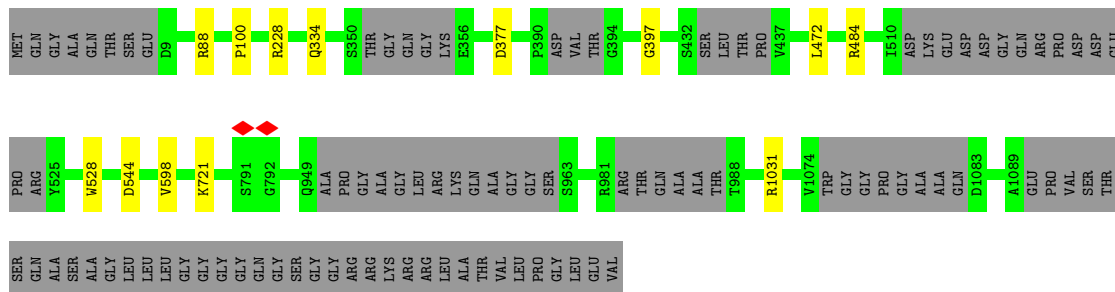 MET GLN GLY ALA GLN THR SER GLU D9 R88 P100 R228 Q334 S350 THR GLY GLN GLY LYS E356 D377 P390 ASP VAL THR G394 G397 S432 SER LEU THR PRO V437 L472 R484 I510 ASP LYS GLU ASP ASP GLY GLN ARG PRO ASP ASP GLU
PRO ARG Y525 W528 D544 V598 K721 S791 G792 Q949 ALA PRO GLY ALA GLY LEU ARG LYS GLN ALA GLY GLY SER S963 R981 ARG THR GLN ALA ALA THR T988 R1031 V1074 TRP GLY GLY PRO GLY ALA ALA GLN D1083 A1089 GLU PRO VAL SER THR
SER GLN ALA SER ALA GLY LEU LEU LEU GLY GLY GLY GLY GLN GLY SER GLY GLY ARG ARG LYS ARG ARG LEU ALA THR VAL LEU PRO GLY LEU GLU VAL